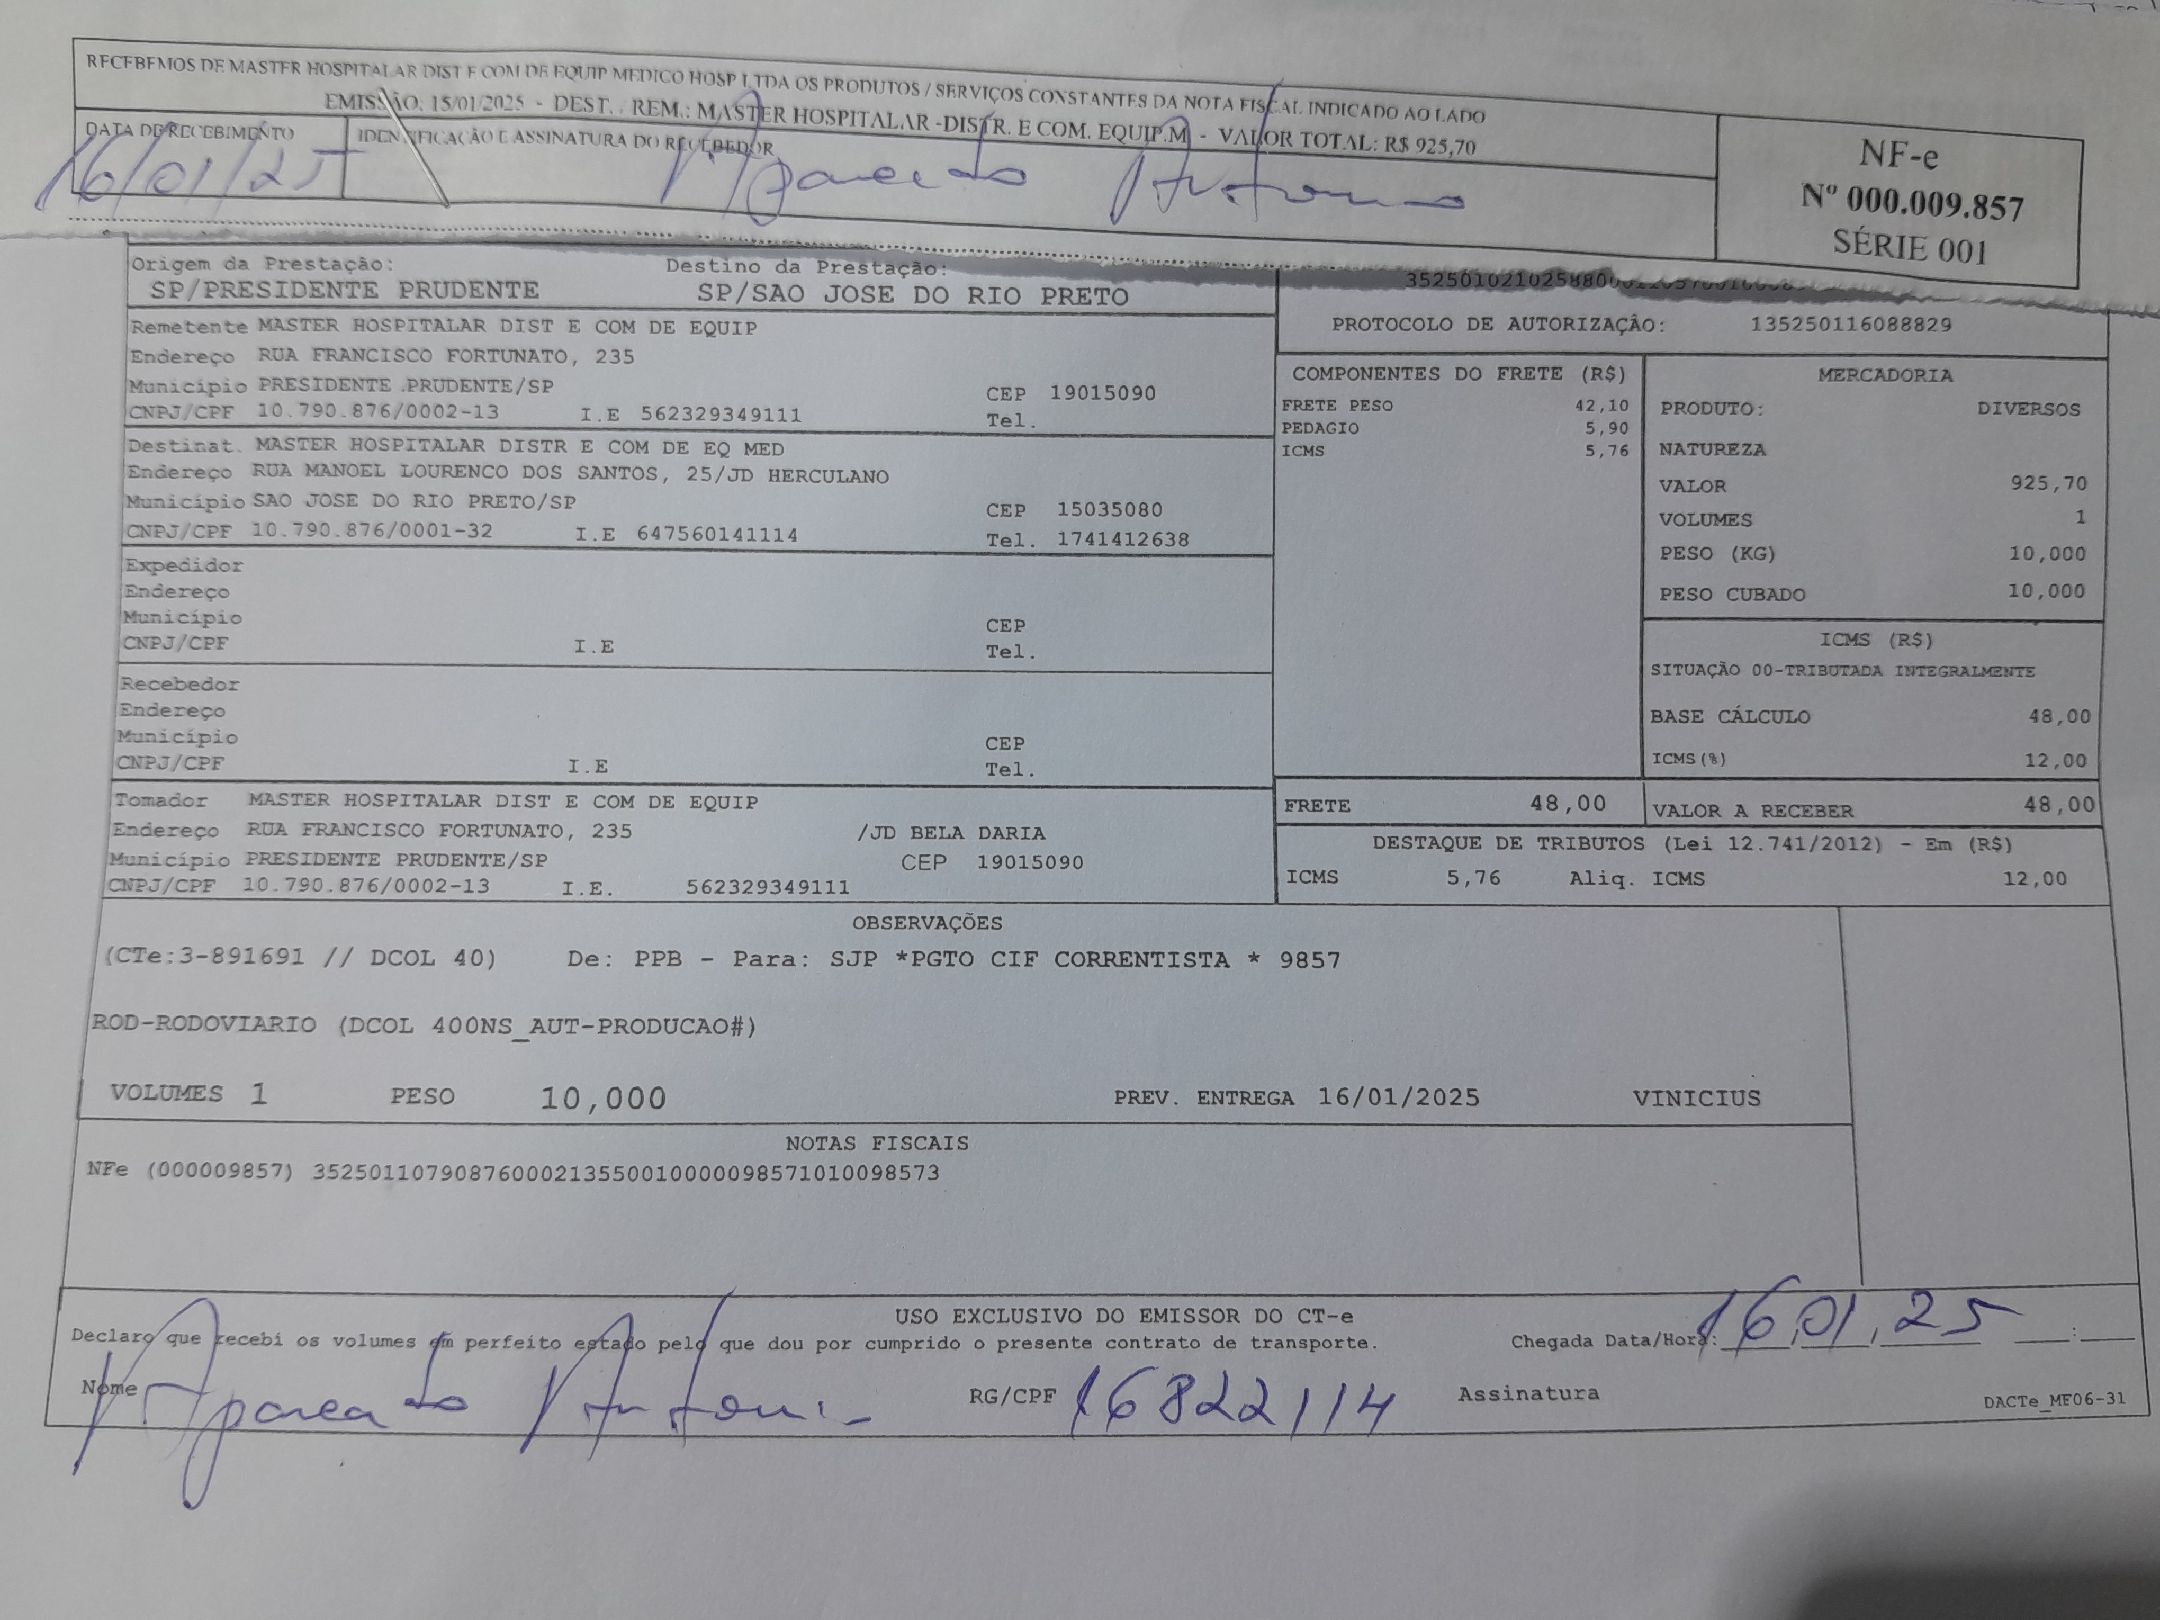 RECEBEMOS DE MASTER HOSPITALAR DIST E COM DE EQUIP MEDICO HOSP LTDA OS PRODUTOS / SERVIÇOS CONSTANTES DA NOTA FISCAL INDICADO AO LADO
EMISSÃO: 15/01/2025 - DEST. / REM.: MASTER HOSPITALAR -DISTR. E COM. EQUIP.M - VALOR TOTAL: R$ 925,70
DATA DE RECEBIMENTO IDENTIFICAÇÃO E ASSINATURA DO RECEBEDOR
16/01/25 Aparecido Antonio
NF-e
Nº 000.009.857
SÉRIE 001
Origem da Prestação: Destino da Prestação:
SP/PRESIDENTE PRUDENTE SP/SAO JOSE DO RIO PRETO
Remetente MASTER HOSPITALAR DIST E COM DE EQUIP
Endereço RUA FRANCISCO FORTUNATO, 235
Município PRESIDENTE PRUDENTE/SP CEP 19015090
CNPJ/CPF 10.790.876/0002-13 I.E 562329349111 Tel.
Destinat. MASTER HOSPITALAR DISTR E COM DE EQ MED
Endereço RUA MANOEL LOURENCO DOS SANTOS, 25/JD HERCULANO
Município SAO JOSE DO RIO PRETO/SP CEP 15035080
CNPJ/CPF 10.790.876/0001-32 I.E 647560141114 Tel. 1741412638
Expedidor
Endereço
Município CEP
CNPJ/CPF I.E Tel.
Recebedor
Endereço
Município CEP
CNPJ/CPF I.E Tel.
Tomador MASTER HOSPITALAR DIST E COM DE EQUIP
Endereço RUA FRANCISCO FORTUNATO, 235 /JD BELA DARIA
Município PRESIDENTE PRUDENTE/SP CEP 19015090
CNPJ/CPF 10.790.876/0002-13 I.E. 562329349111
PROTOCOLO DE AUTORIZAÇÃO: 135250116088829
COMPONENTES DO FRETE (R$)
FRETE PESO 42,10
PEDAGIO 5,90
ICMS 5,76
MERCADORIA
PRODUTO: DIVERSOS
NATUREZA
VALOR 925,70
VOLUMES 1
PESO (KG) 10,000
PESO CUBADO 10,000
ICMS (R$)
SITUAÇÃO 00-TRIBUTADA INTEGRALMENTE
BASE CÁLCULO 48,00
ICMS(%) 12,00
FRETE 48,00 VALOR A RECEBER 48,00
DESTAQUE DE TRIBUTOS (Lei 12.741/2012) - Em (R$)
ICMS 5,76 Aliq. ICMS 12,00
OBSERVAÇÕES
(CTe:3-891691 // DCOL 40) De: PPB - Para: SJP *PGTO CIF CORRENTISTA * 9857
ROD-RODOVIARIO (DCOL 400NS_AUT-PRODUCAO#)
VOLUMES 1 PESO 10,000 PREV. ENTREGA 16/01/2025 VINICIUS
NOTAS FISCAIS
NFe (000009857) 35250110790876000213550010000098571010098573
USO EXCLUSIVO DO EMISSOR DO CT-e
Declaro que recebi os volumes em perfeito estado pelo que dou por cumprido o presente contrato de transporte. Chegada Data/Hora: 16.01.25 :
Nome Aparecido Antonio RG/CPF 16822114 Assinatura DACTe_MF06-31